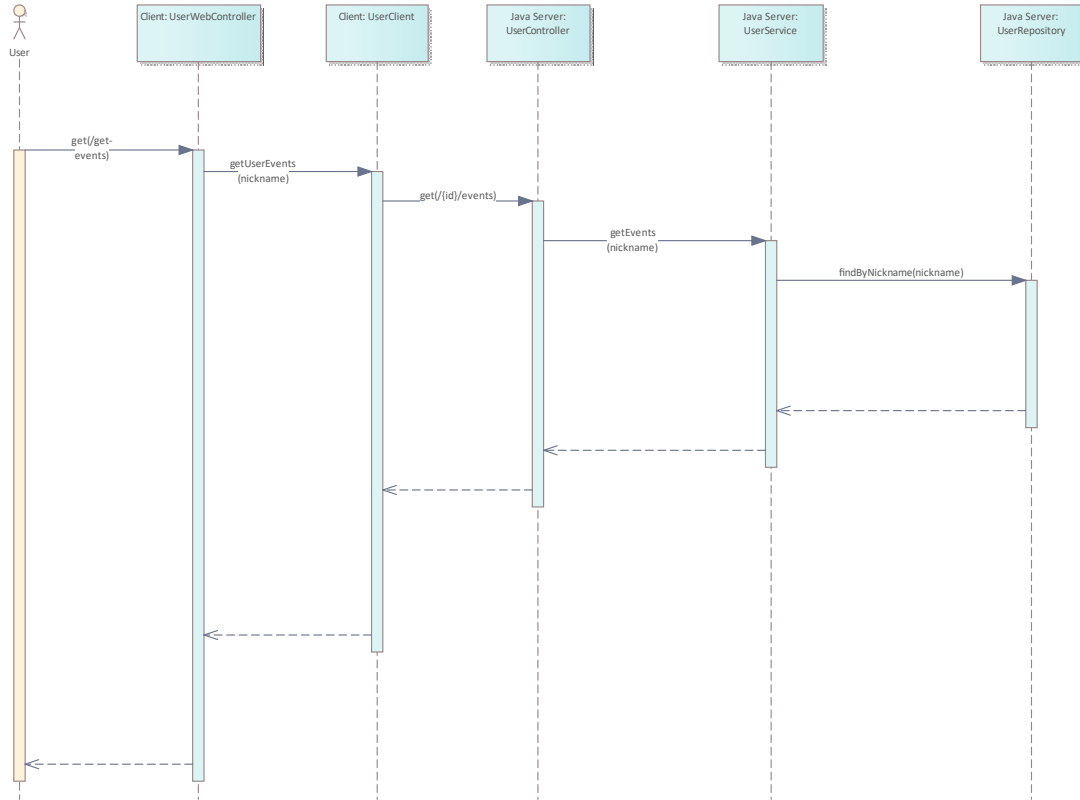 Client: UserWebController
Client: UserClient
Java Server:
UserController
Java Server:
UserService
Java Server:
UserRepository
User
get(/get-
events)
getUserEvents
(nickname)
get(/{id}/events)
getEvents
(nickname)
findByNickname(nickname)